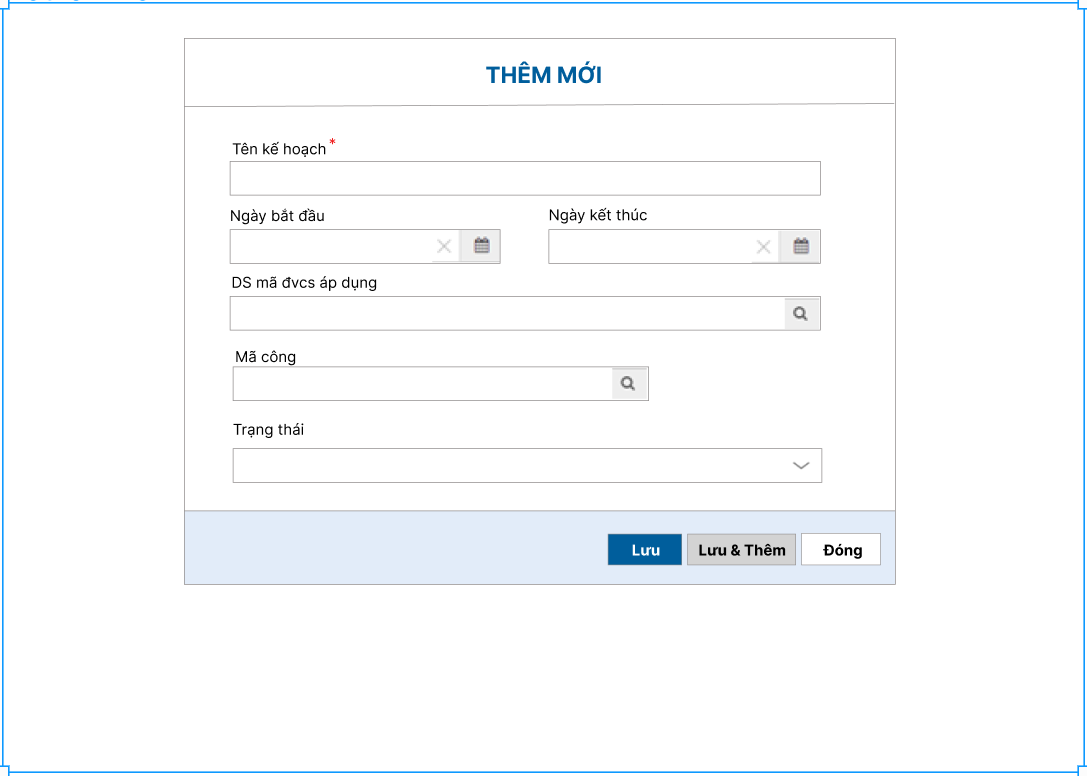 THÊM MỚI
Tên kế hoạch *
Ngày bắt đầu
Ngày kết thúc
DS mã đvcs áp dụng
Mã công
Trạng thái
Lưu
Lưu & Thêm
Đóng